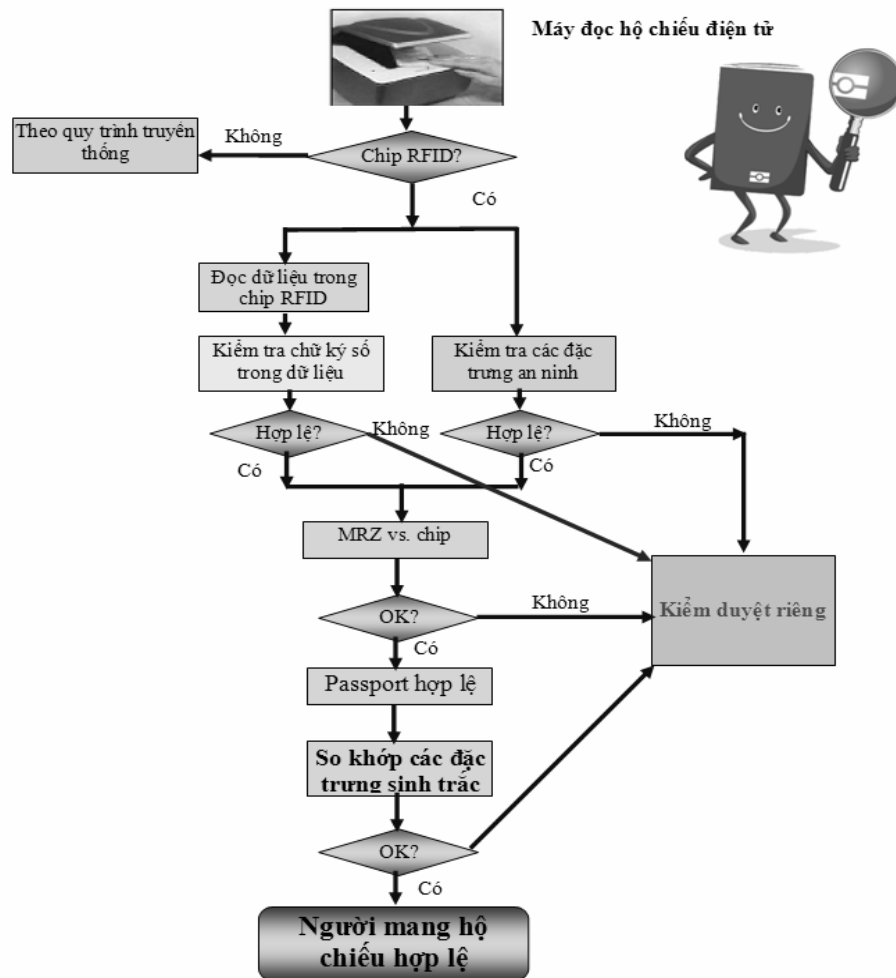 Máy đọc hộ chiếu điện tử
Theo quy trình truyền
thống
Không
Chip RFID?
Có
Đọc dữ liệu trong
chip RFID
Kiểm tra chữ ký số
trong dữ liệu
Kiểm tra các đặc
trưng an ninh
Hợp lệ?
Không
Hợp lệ?
Không
Có
Có
MRZ vs. chip
OK?
Không
Kiểm duyệt riêng
Có
Passport hợp lệ
So khớp các đặc
trưng sinh trắc
OK?
Có
Người mang hộ
chiếu hợp lệ